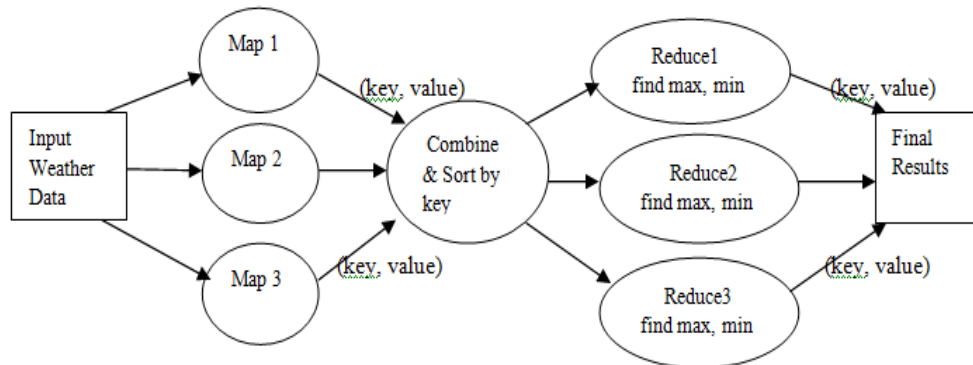 Input
Weather
Data
Map 1
Map 2
Map 3
(key, value)
(key, value)
Combine
& Sort by
key
Reduce1
find max, min
Reduce2
find max, min
Reduce3
find max, min
(key, value)
(key, value)
Final
Results